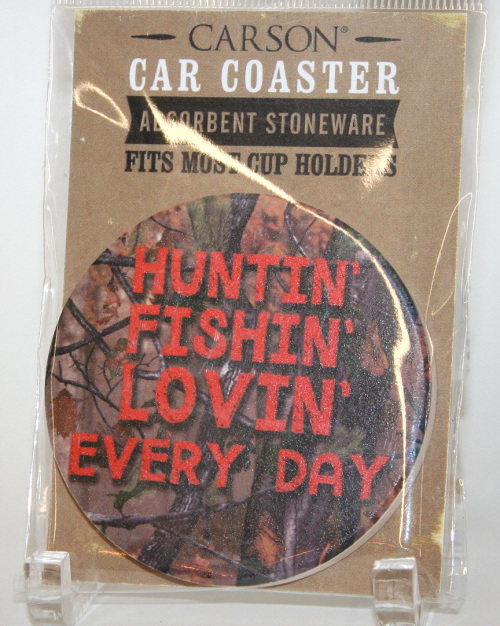 CARSON®
CAR COASTER
ABSORBENT STONEWARE
FITS MOST CUP HOLDERS
HUNTIN'
FISHIN'
LOVIN'
EVERY DAY